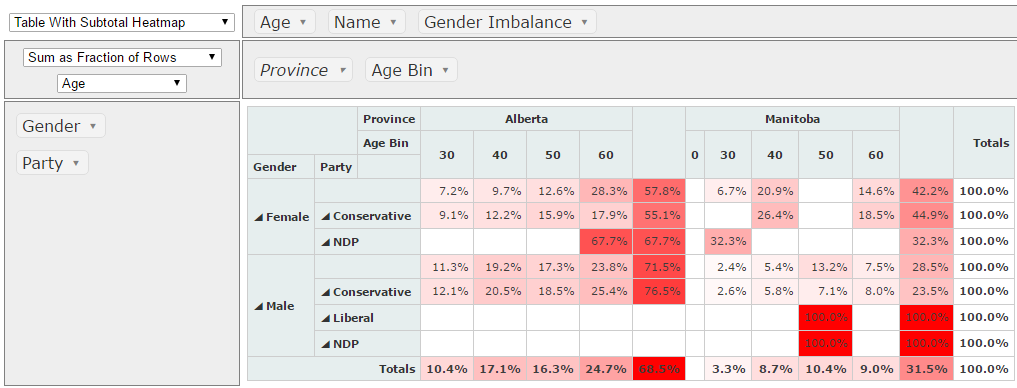 Table With Subtotal Heatmap ▼ Age ▾ Name ▾ Gender Imbalance ▾
Sum as Fraction of Rows ▼
Age ▼
Province ▾ Age Bin ▾
Gender ▾
Party ▾
Province Alberta Manitoba Totals
Age Bin 30 40 50 60 0 30 40 50 60
Gender Party
◢ Female 7.2% 9.7% 12.6% 28.3% 57.8% 6.7% 20.9% 14.6% 42.2% 100.0%
◢ Conservative 9.1% 12.2% 15.9% 17.9% 55.1% 26.4% 18.5% 44.9% 100.0%
◢ NDP 67.7% 67.7% 32.3% 32.3% 100.0%
◢ Male 11.3% 19.2% 17.3% 23.8% 71.5% 2.4% 5.4% 13.2% 7.5% 28.5% 100.0%
◢ Conservative 12.1% 20.5% 18.5% 25.4% 76.5% 2.6% 5.8% 7.1% 8.0% 23.5% 100.0%
◢ Liberal 100.0% 100.0% 100.0%
◢ NDP 100.0% 100.0% 100.0%
Totals 10.4% 17.1% 16.3% 24.7% 68.5% 3.3% 8.7% 10.4% 9.0% 31.5% 100.0%